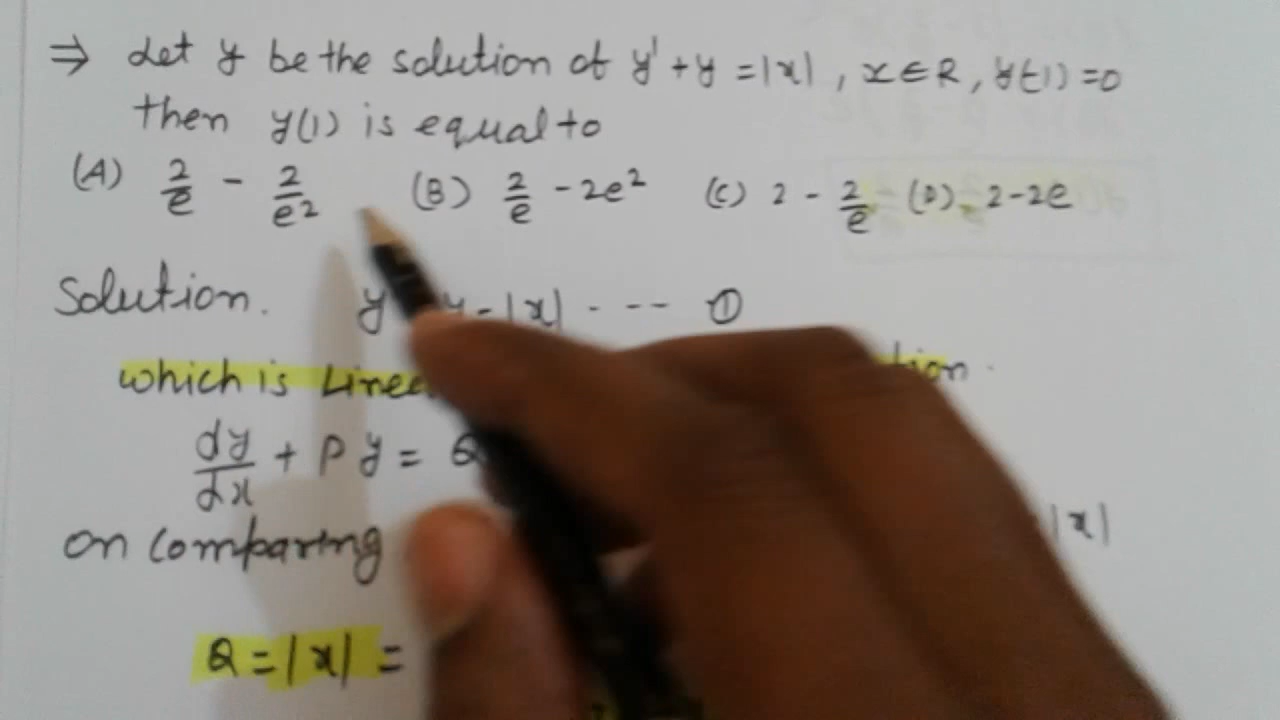 ⇒ Let y be the solution of y' + y = |x|, x ∈ R, y(-1) = 0
then y(1) is equal to
(A) 2/e - 2/e² (B) 2/e - 2e² (C) 2 - 2/e (D) 2 - 2e
Solution. y |x| ---- ①
which is
dy/dx + P y =
on comparing |x|
Q = |x| =